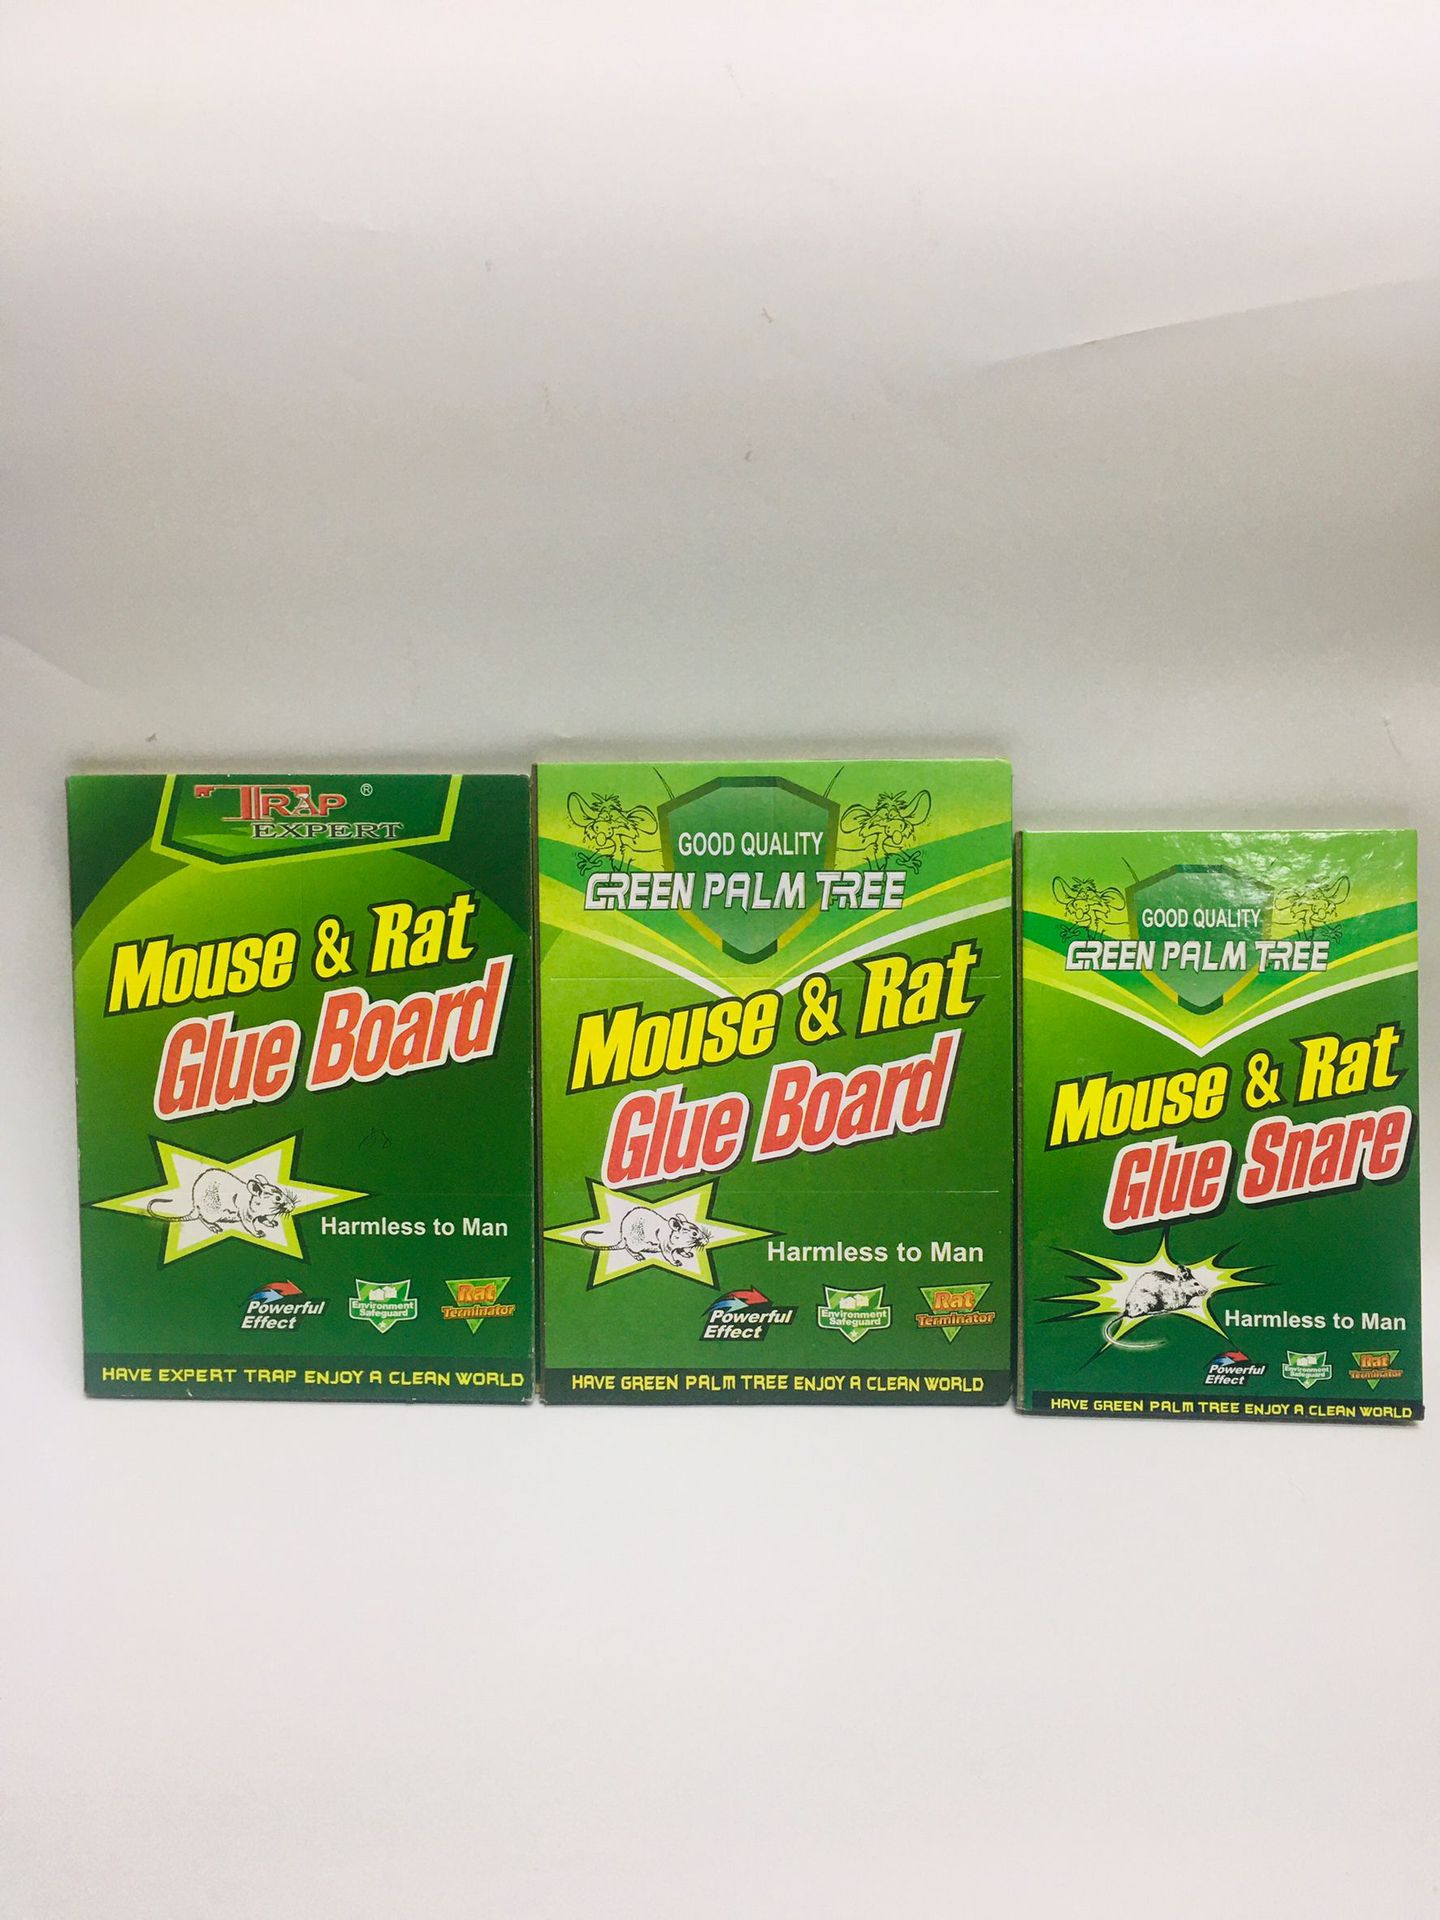 TRAP ®
EXPERT
Mouse & Rat
Glue Board
Harmless to Man
Powerful
Effect
Environment
Safeguard
Rat
Terminator
HAVE EXPERT TRAP ENJOY A CLEAN WORLD
GOOD QUALITY
GREEN PALM TREE
Mouse & Rat
Glue Board
Harmless to Man
Powerful
Effect
Environment
Safeguard
Rat
Terminator
HAVE GREEN PALM TREE ENJOY A CLEAN WORLD
GOOD QUALITY
GREEN PALM TREE
Mouse & Rat
Glue Snare
Harmless to Man
Powerful
Effect
Environment
Safeguard
Rat
Terminator
HAVE GREEN PALM TREE ENJOY A CLEAN WORLD